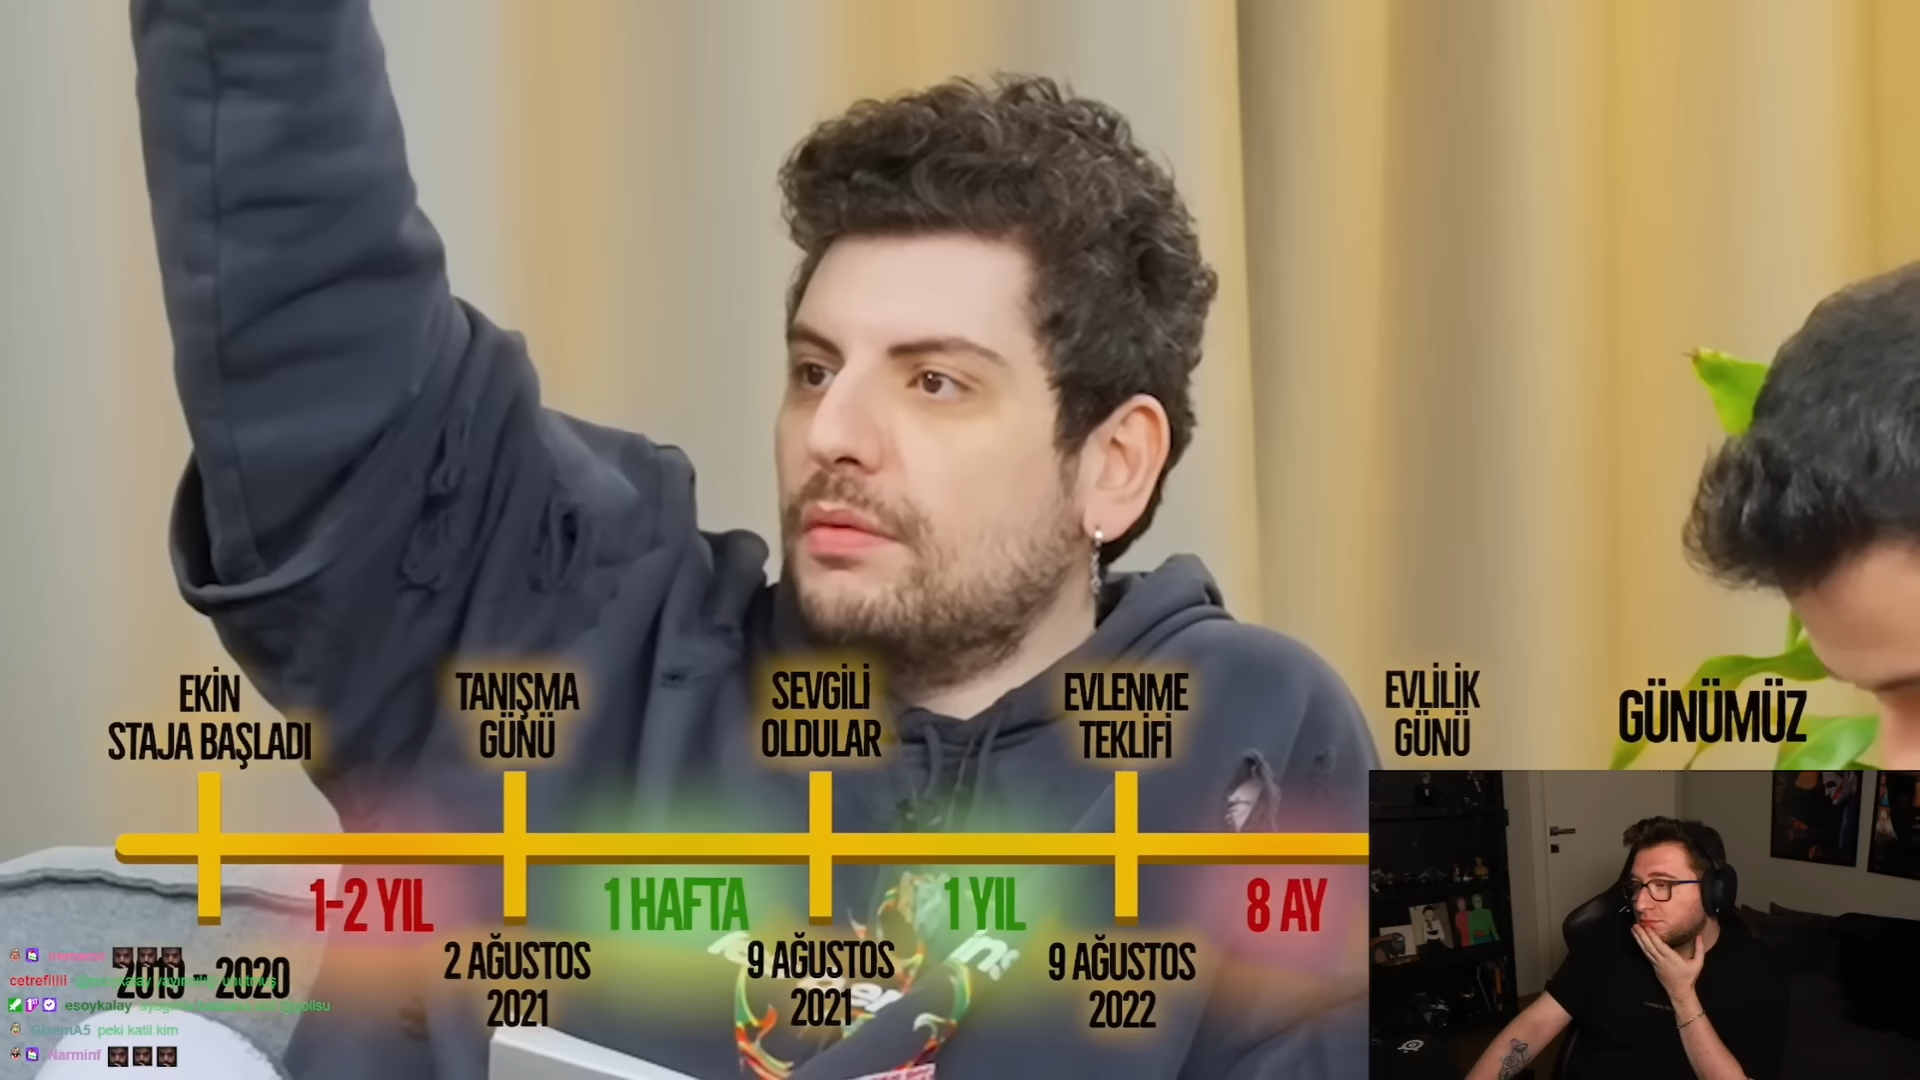 EKİN
STAJA BAŞLADI
TANIŞMA
GÜNÜ
SEVGİLİ
OLDULAR
EVLENME
TEKLİFİ
EVLİLİK
GÜNÜ
GÜNÜMÜZ
1-2 YIL
1 HAFTA
1 YIL
8 AY
2019 - 2020
2 AĞUSTOS
2021
9 AĞUSTOS
2021
9 AĞUSTOS
2022
cetrefillii
esoykalay
GizemA5 peki katil kim
Narminf